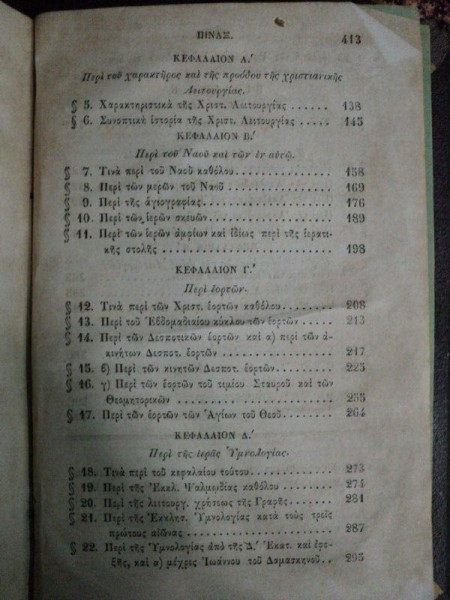 ΠΙΝΑΞ. 413
ΚΕΦΑΛΑΙΟΝ Α.'
Περὶ τοῦ χαρακτῆρος καὶ τῆς προόδου τῆς χριστιανικῆς
Λειτουργίας.
§ 5. Χαρακτηριστικὰ τῆς Χριστ. Λειτουργίας ...... 138
§ 6. Συνοπτικὴ ἱστορία τῆς Χριστ. Λειτουργίας ...... 145
ΚΕΦΑΛΑΙΟΝ Β.'
Περὶ τοῦ Ναοῦ καὶ τῶν ἐν αὐτῷ.
§ 7. Τινὰ περὶ τοῦ Ναοῦ καθόλου ................ 158
§ 8. Περὶ τῶν μερῶν τοῦ Ναοῦ .................. 169
§ 9. Περὶ τῆς ἁγιογραφίας ..................... 176
§ 10. Περὶ τῶν ἱερῶν σκευῶν .................... 189
§ 11. Περὶ τῶν ἱερῶν ἀμφίων καὶ ἰδίως περὶ τῆς ἱερατι-
κῆς στολῆς ............................. 198
ΚΕΦΑΛΑΙΟΝ Γ.'
Περὶ ἑορτῶν.
§ 12. Τινὰ περὶ τῶν Χριστ. ἑορτῶν καθόλου .......... 208
§ 13. Περὶ τοῦ Ἑβδομαδιαίου κύκλου τῶν ἑορτῶν ...... 213
§ 14. Περὶ τῶν Δεσποτικῶν ἑορτῶν καὶ α) περὶ τῶν ἀ-
κινήτων Δεσποτ. ἑορτῶν .................... 217
§ 15. β) Περὶ τῶν κινητῶν Δεσποτ. ἑορτῶν .......... 225
§ 16. γ) Περὶ τῶν ἑορτῶν τοῦ τιμίου Σταυροῦ καὶ τῶν
Θεομητορικῶν ........................... 255
§ 17. Περὶ τῶν ἑορτῶν τῶν Ἁγίων τοῦ Θεοῦ .......... 264
ΚΕΦΑΛΑΙΟΝ Δ.'
Περὶ τῆς ἱερᾶς Ὑμνολογίας.
§ 18. Τινὰ περὶ τοῦ κεφαλαίου τούτου .............. 273
§ 19. Περὶ τῆς Ἐκκλ. Ψαλμῳδίας καθόλου ........... 274
§ 20. Περὶ τῆς λειτουργ. χρήσεως τῆς Γραφῆς ........ 281
§ 21. Περὶ τῆς Ἐκκλησ. Ὑμνολογίας κατὰ τοὺς τρεῖς
πρώτους αἰῶνας ......................... 287
§ 22. Περὶ τῆς Ὑμνολογίας ἀπὸ τῆς Δ.' Ἑκατ. καὶ ἐφε-
ξῆς, καὶ α) μέχρις Ἰωάννου τοῦ Δαμασκηνοῦ .... 295